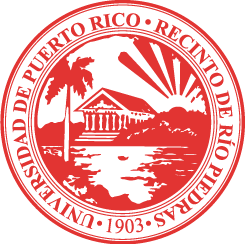 UNIVERSIDAD DE PUERTO RICO • RECINTO DE RÍO PIEDRAS
• 1903 •